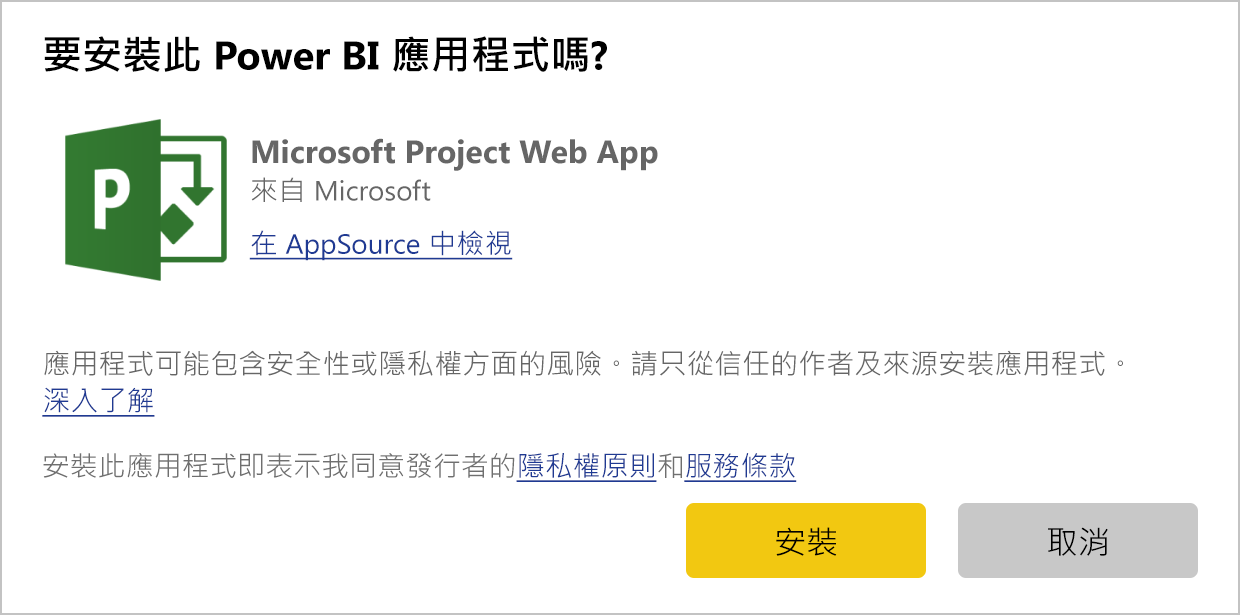 要安裝此 Power BI 應用程式嗎?
P
Microsoft Project Web App
來自 Microsoft
在 AppSource 中檢視
應用程式可能包含安全性或隱私權方面的風險。請只從信任的作者及來源安裝應用程式。
深入了解
安裝此應用程式即表示我同意發行者的隱私權原則和服務條款
安裝
取消